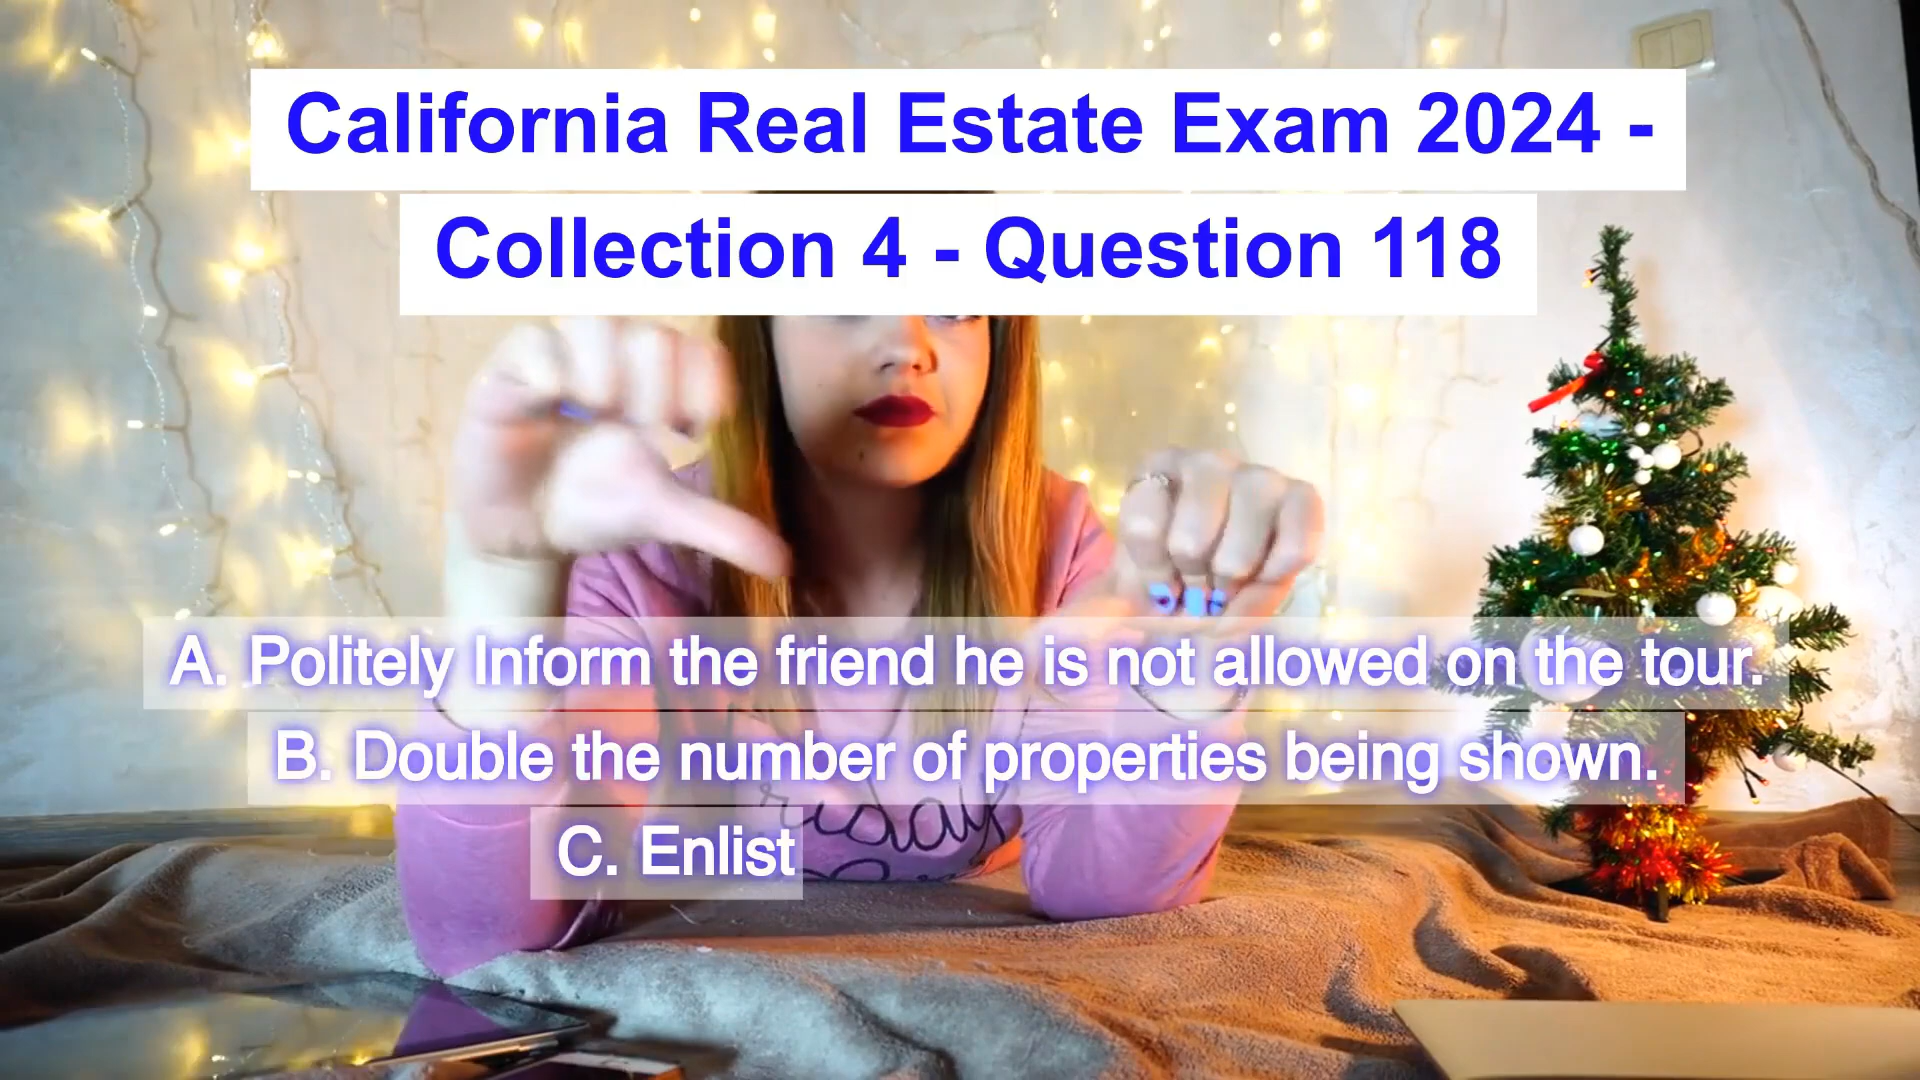 California Real Estate Exam 2024 -
Collection 4 - Question 118
A. Politely Inform the friend he is not allowed on the tour.
B. Double the number of properties being shown.
C. Enlist